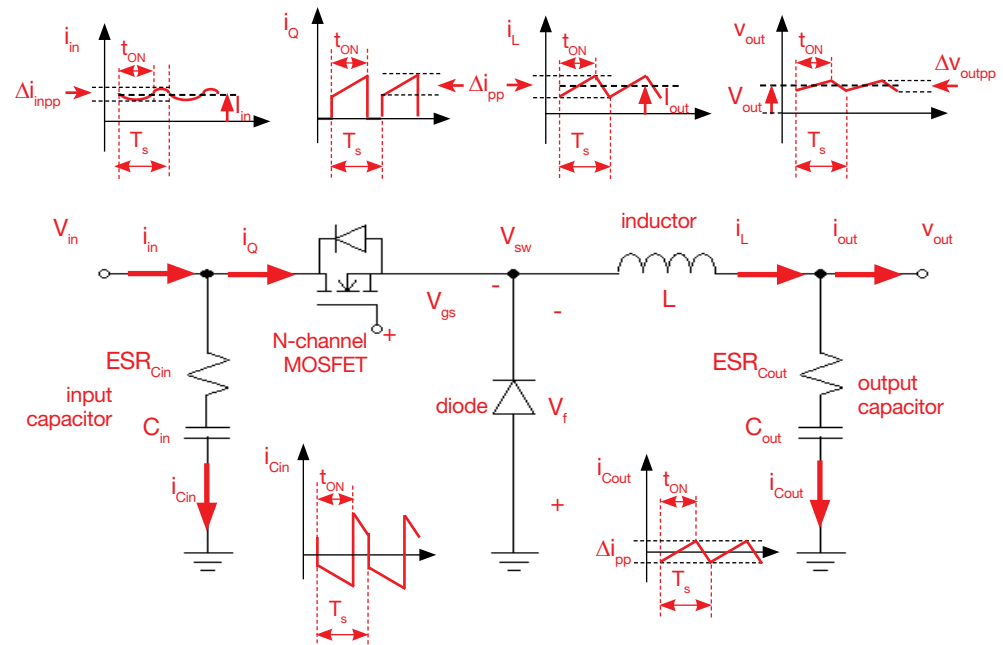 i_in
t_ON
Δi_inpp
I_in
T_s
i_Q
t_ON
Δi_pp
T_s
i_L
t_ON
I_out
T_s
v_out
t_ON
Δv_outpp
V_out
T_s
V_in
i_in
i_Q
V_sw
inductor
i_L
i_out
v_out
V_gs
-
-
L
+
N-channel
MOSFET
ESR_Cin
input
capacitor
C_in
i_Cin
diode
V_f
+
ESR_Cout
output
capacitor
C_out
i_Cout
i_Cin
t_ON
T_s
i_Cout
t_ON
Δi_pp
T_s